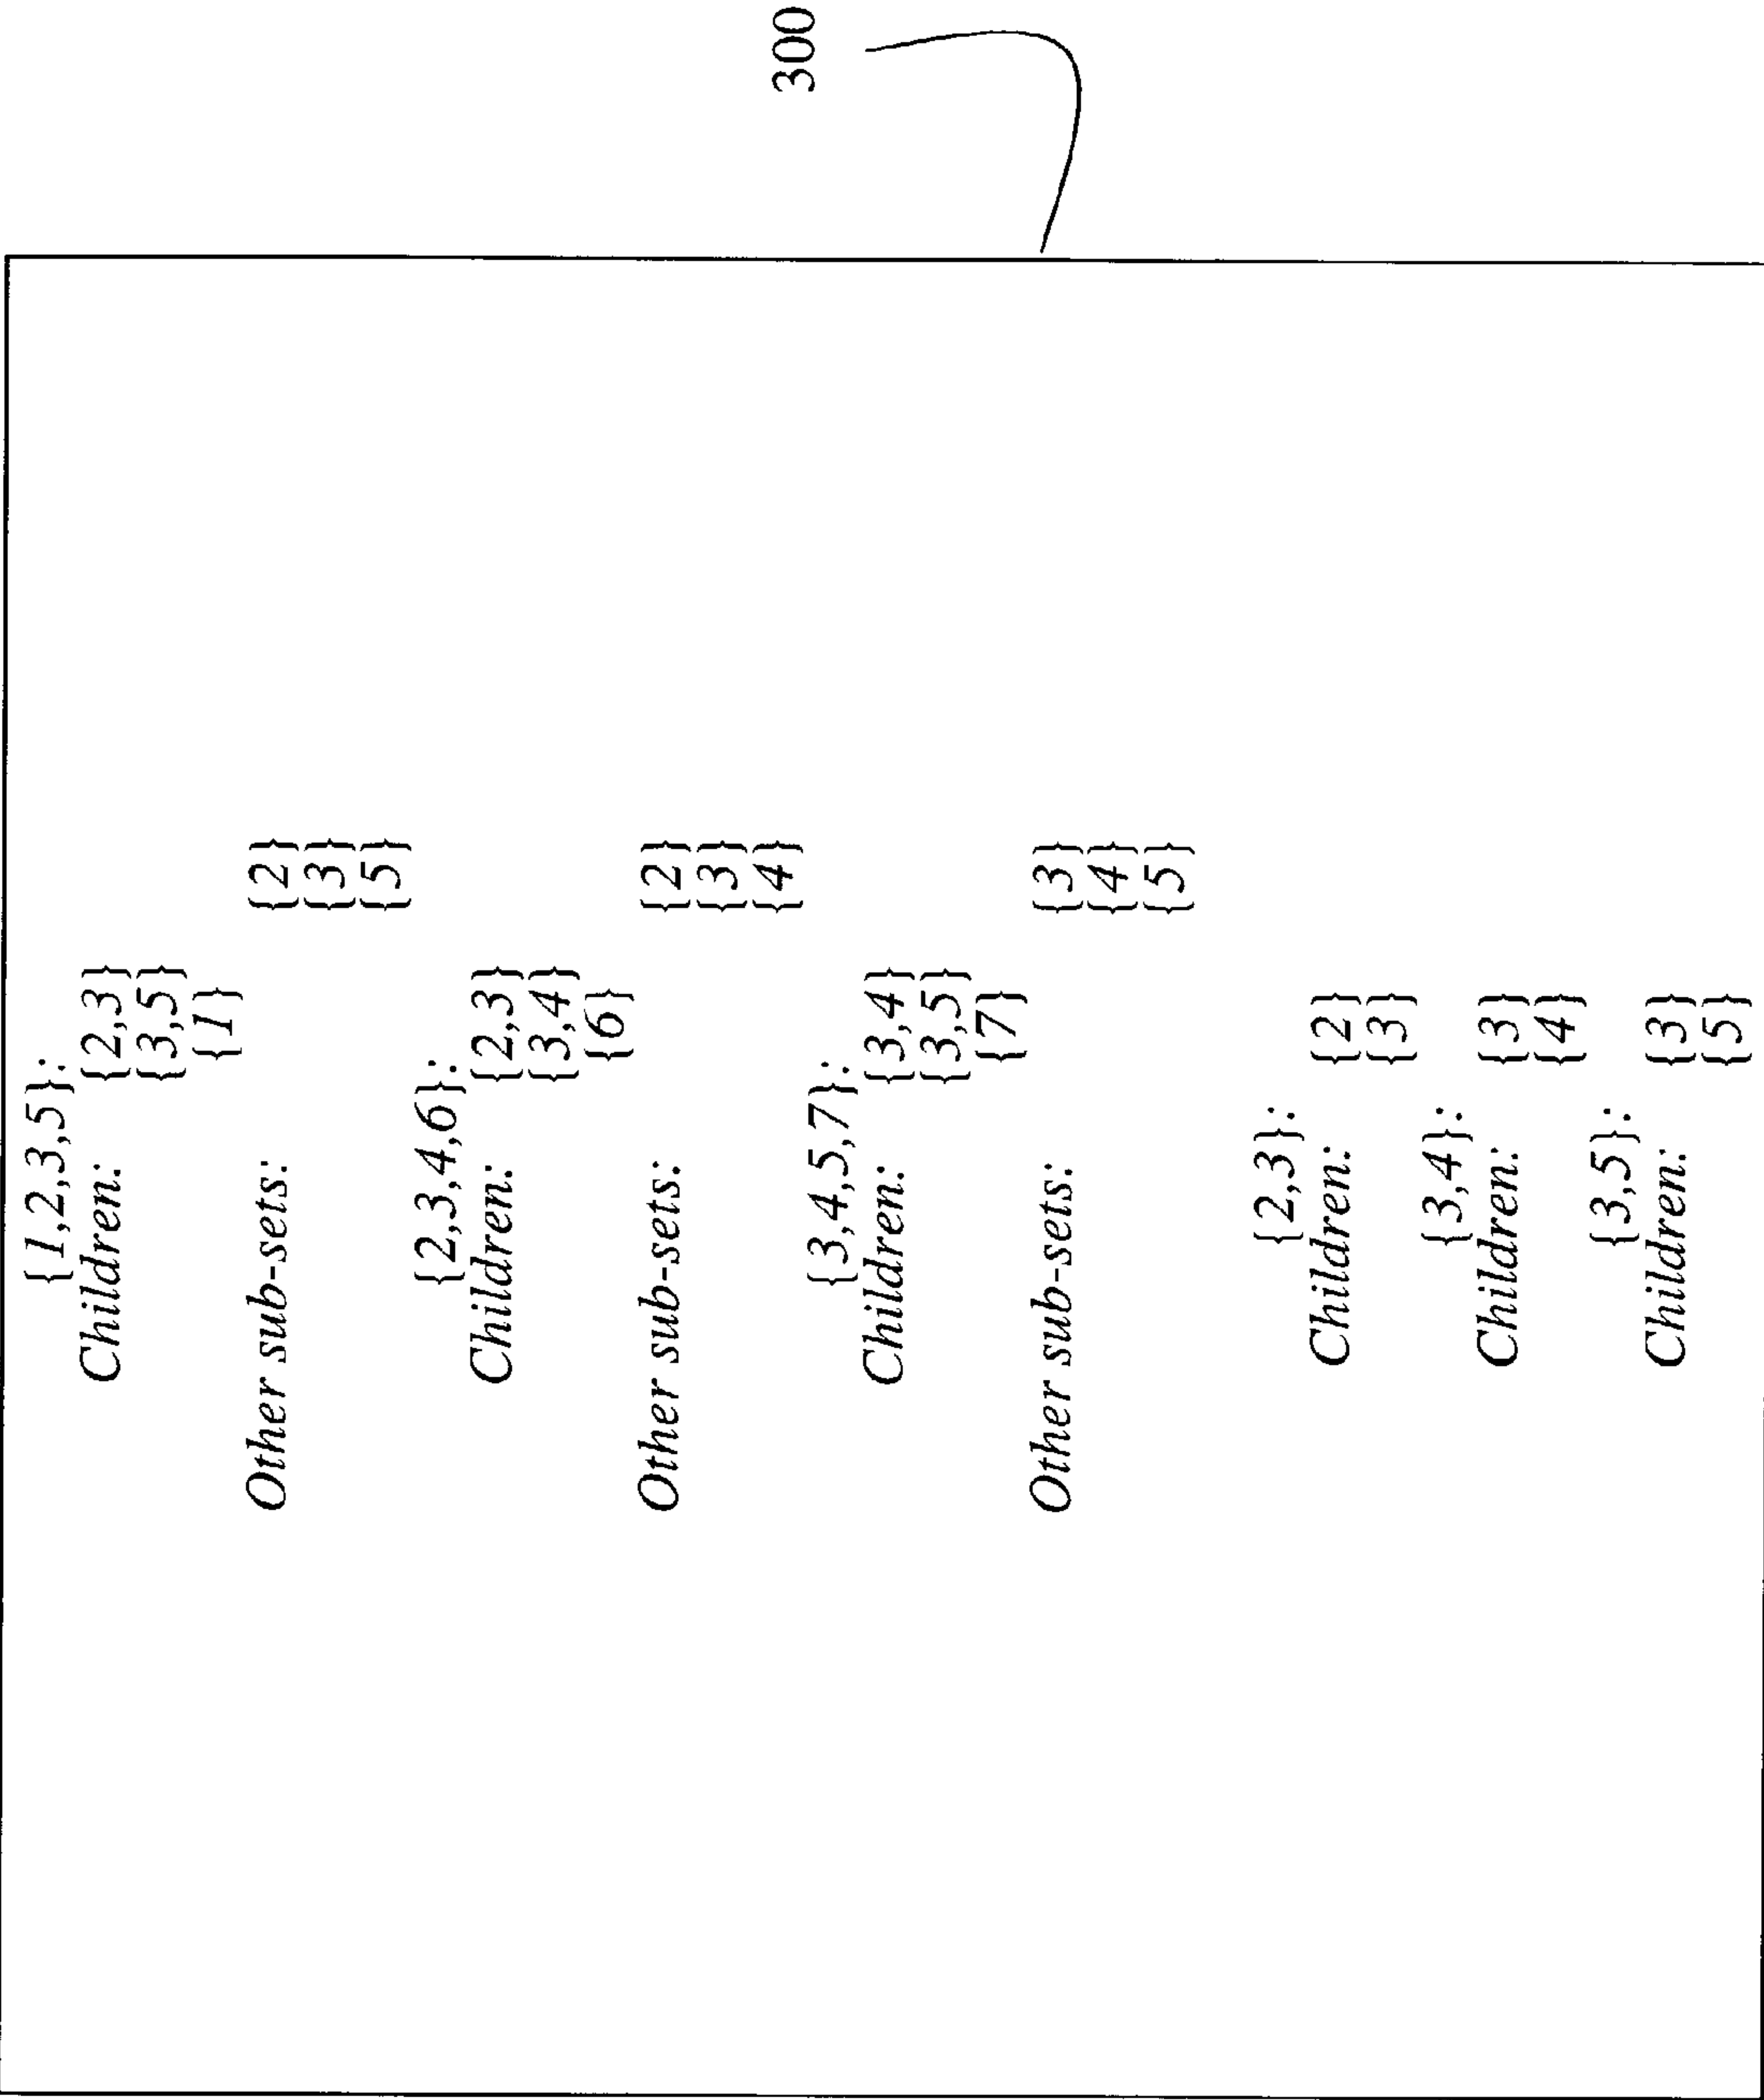 {1,2,3,5}:
Children: {2,3}
{3,5}
{1}
Other sub-sets: {2}
{3}
{5}
{2,3,4,6}:
Children: {2,3}
{3,4}
{6}
Other sub-sets: {2}
{3}
{4}
{3,4,5,7}:
Children: {3,4}
{3,5}
{7}
Other sub-sets: {3}
{4}
{5}
{2,3}:
Children: {2}
{3}
{3,4}:
Children: {3}
{4}
{3,5}:
Children: {3}
{5}
300